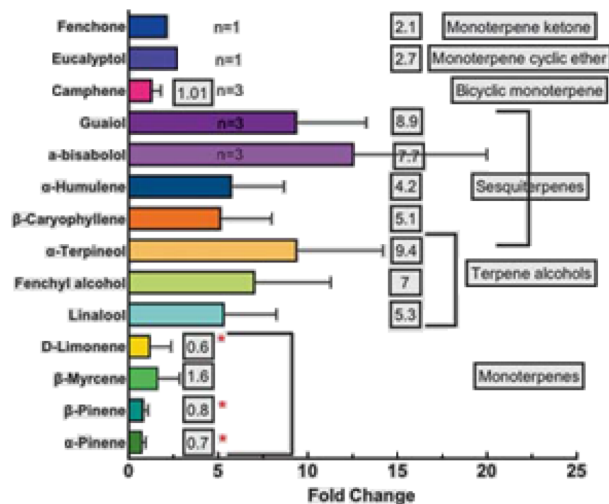 Fenchone n=1 2.1 Monoterpene ketone
Eucalyptol n=1 2.7 Monoterpene cyclic ether
Camphene 1.01 n=3 Bicyclic monoterpene
Guaiol n=3 8.9
a-bisabolol n=3 7.7
α-Humulene 4.2 Sesquiterpenes
β-Caryophyllene 5.1
α-Terpineol 9.4
Fenchyl alcohol 7 Terpene alcohols
Linalool 5.3
D-Limonene 0.6 *
β-Myrcene 1.6 Monoterpenes
β-Pinene 0.8 *
α-Pinene 0.7 *
0 5 10 15 20 25
Fold Change